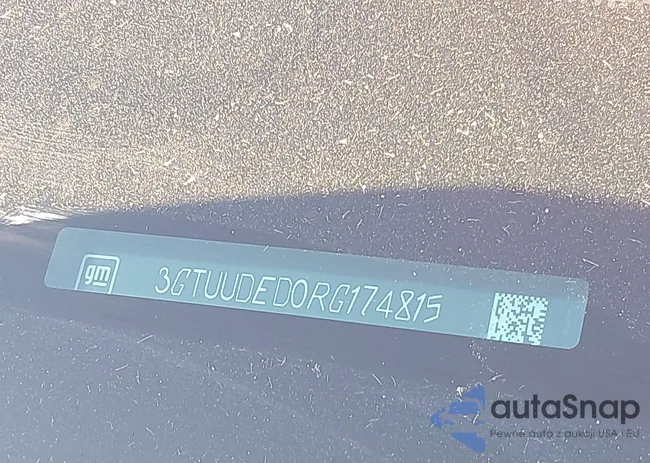 gm 3GTUUDED0RG174815
autaSnap
Pewne auta z aukcji USA i EU